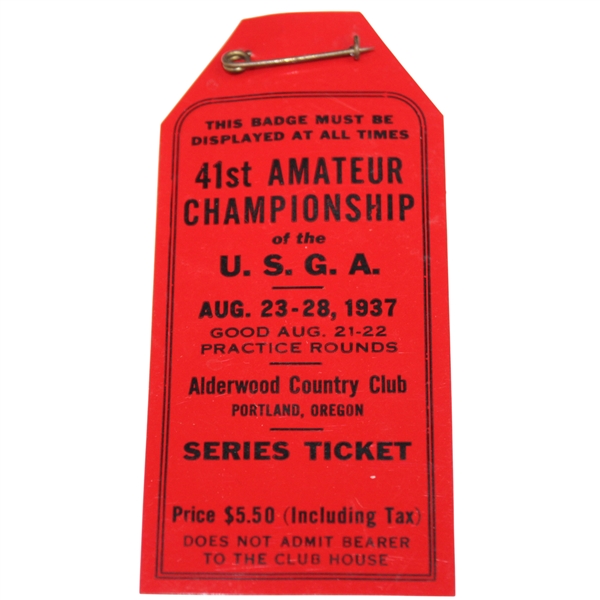 THIS BADGE MUST BE
DISPLAYED AT ALL TIMES
41st AMATEUR
CHAMPIONSHIP
of the
U. S. G. A.
AUG. 23-28, 1937
GOOD AUG. 21-22
PRACTICE ROUNDS
Alderwood Country Club
PORTLAND, OREGON
SERIES TICKET
Price $5.50 (Including Tax)
DOES NOT ADMIT BEARER
TO THE CLUB HOUSE